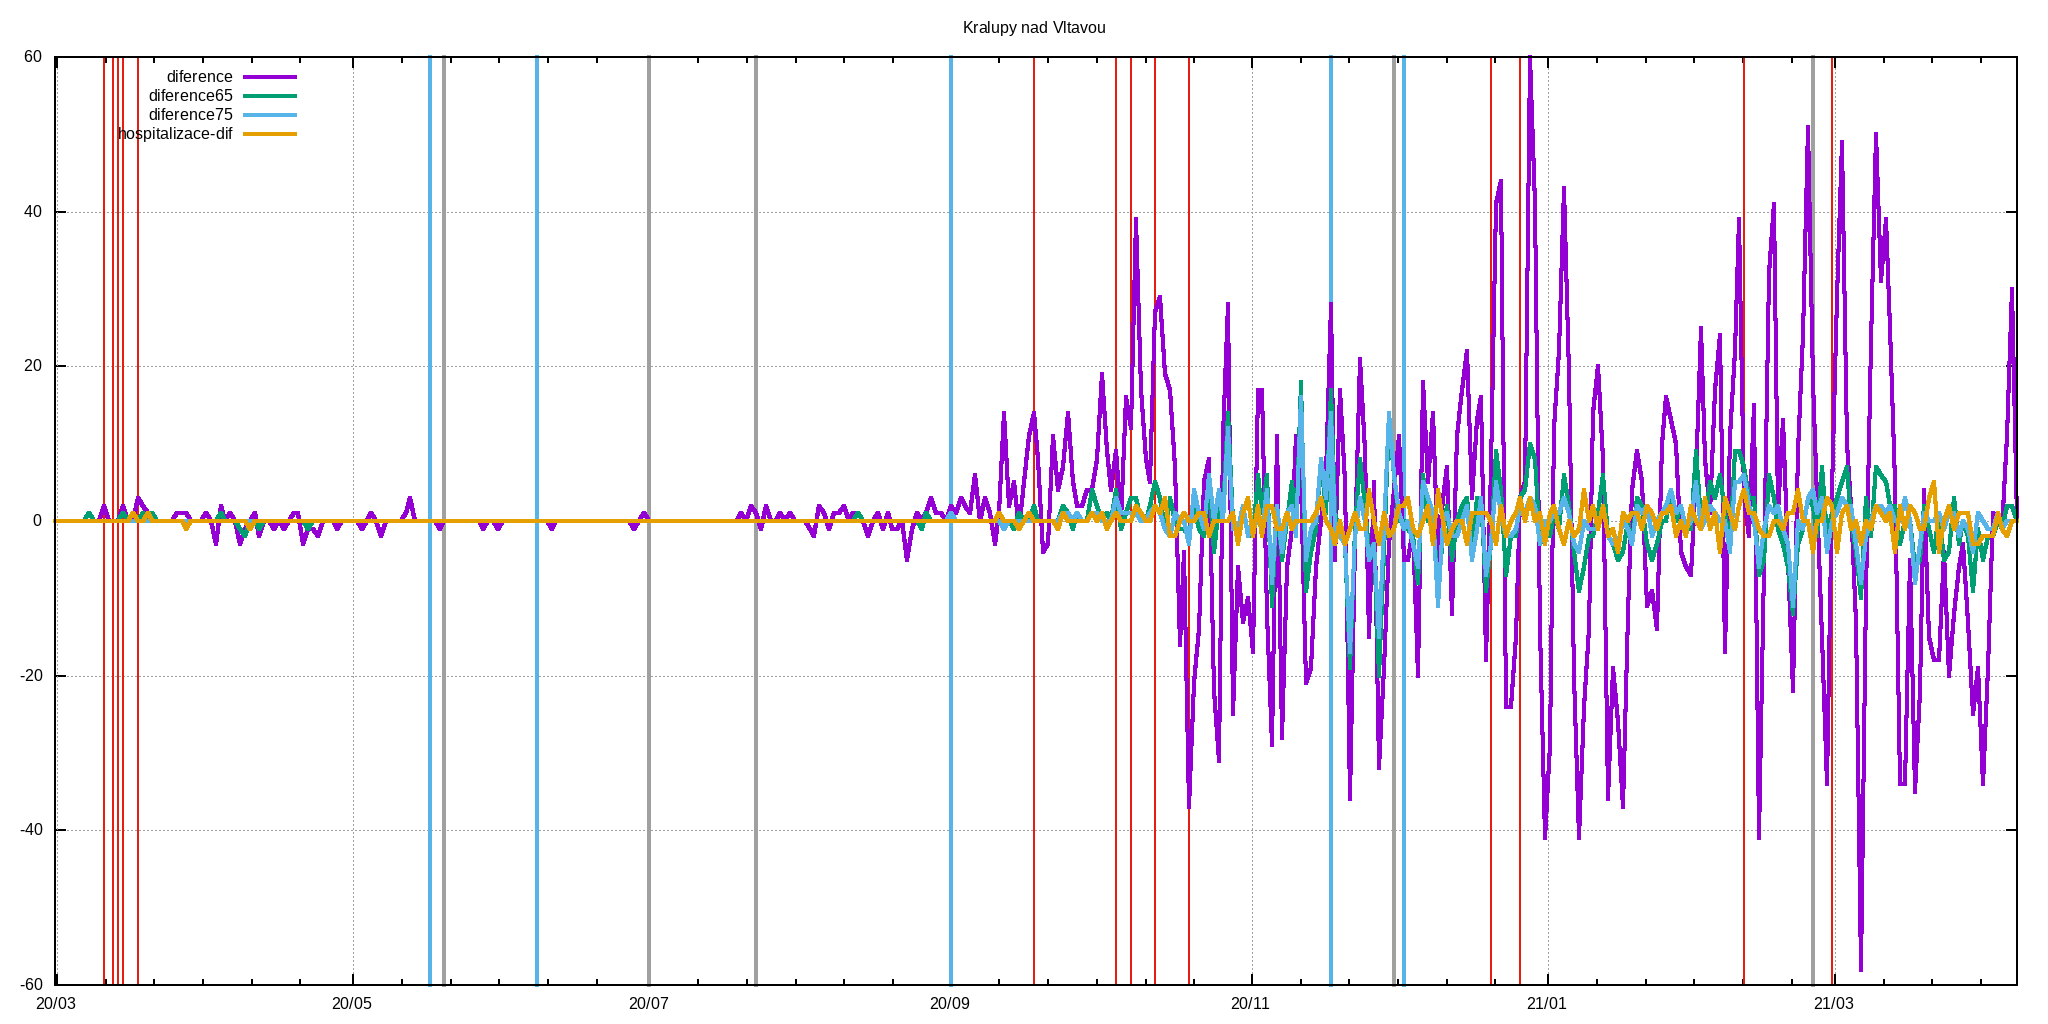 Kralupy nad Vltavou
60
diference
diference65
diference75
hospitalizace-dif
40
20
0
-20
-40
-60
20/03 20/05 20/07 20/09 20/11 21/01 21/03